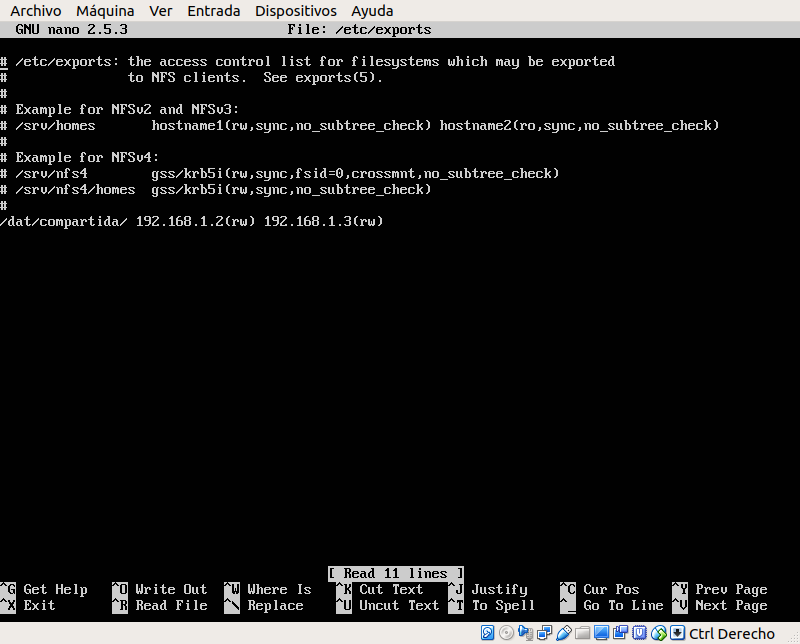 Archivo Máquina Ver Entrada Dispositivos Ayuda
GNU nano 2.5.3 File: /etc/exports
# /etc/exports: the access control list for filesystems which may be exported
# to NFS clients. See exports(5).
#
# Example for NFSv2 and NFSv3:
# /srv/homes hostname1(rw,sync,no_subtree_check) hostname2(ro,sync,no_subtree_check)
#
# Example for NFSv4:
# /srv/nfs4 gss/krb5i(rw,sync,fsid=0,crossmnt,no_subtree_check)
# /srv/nfs4/homes gss/krb5i(rw,sync,no_subtree_check)
#
/dat/compartida/ 192.168.1.2(rw) 192.168.1.3(rw)
[ Read 11 lines ]
^G Get Help ^O Write Out ^W Where Is ^K Cut Text ^J Justify ^C Cur Pos ^Y Prev Page
^X Exit ^R Read File ^\ Replace ^U Uncut Text ^T To Spell ^_ Go To Line ^V Next Page
Ctrl Derecho